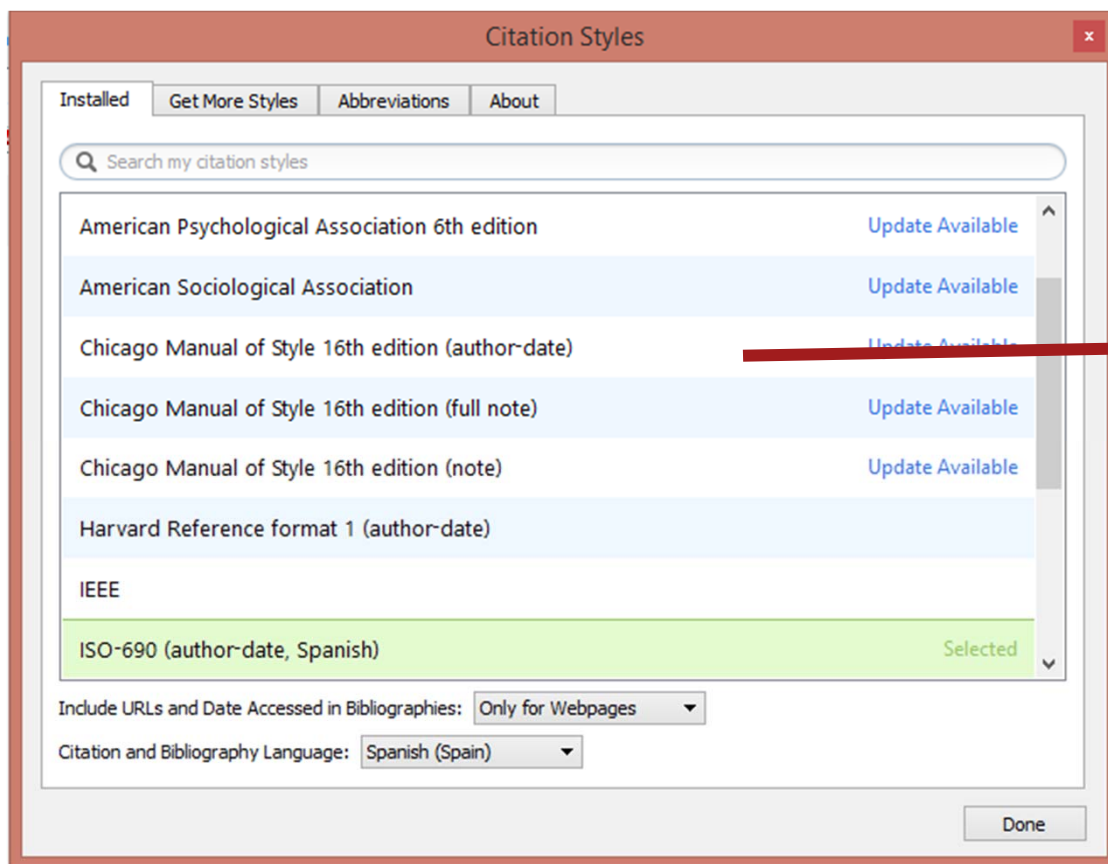 Citation Styles
x
Installed Get More Styles Abbreviations About
Search my citation styles
American Psychological Association 6th edition Update Available
American Sociological Association Update Available
Chicago Manual of Style 16th edition (author-date) Update Available
Chicago Manual of Style 16th edition (full note) Update Available
Chicago Manual of Style 16th edition (note) Update Available
Harvard Reference format 1 (author-date)
IEEE
ISO-690 (author-date, Spanish) Selected
Include URLs and Date Accessed in Bibliographies: Only for Webpages
Citation and Bibliography Language: Spanish (Spain)
Done